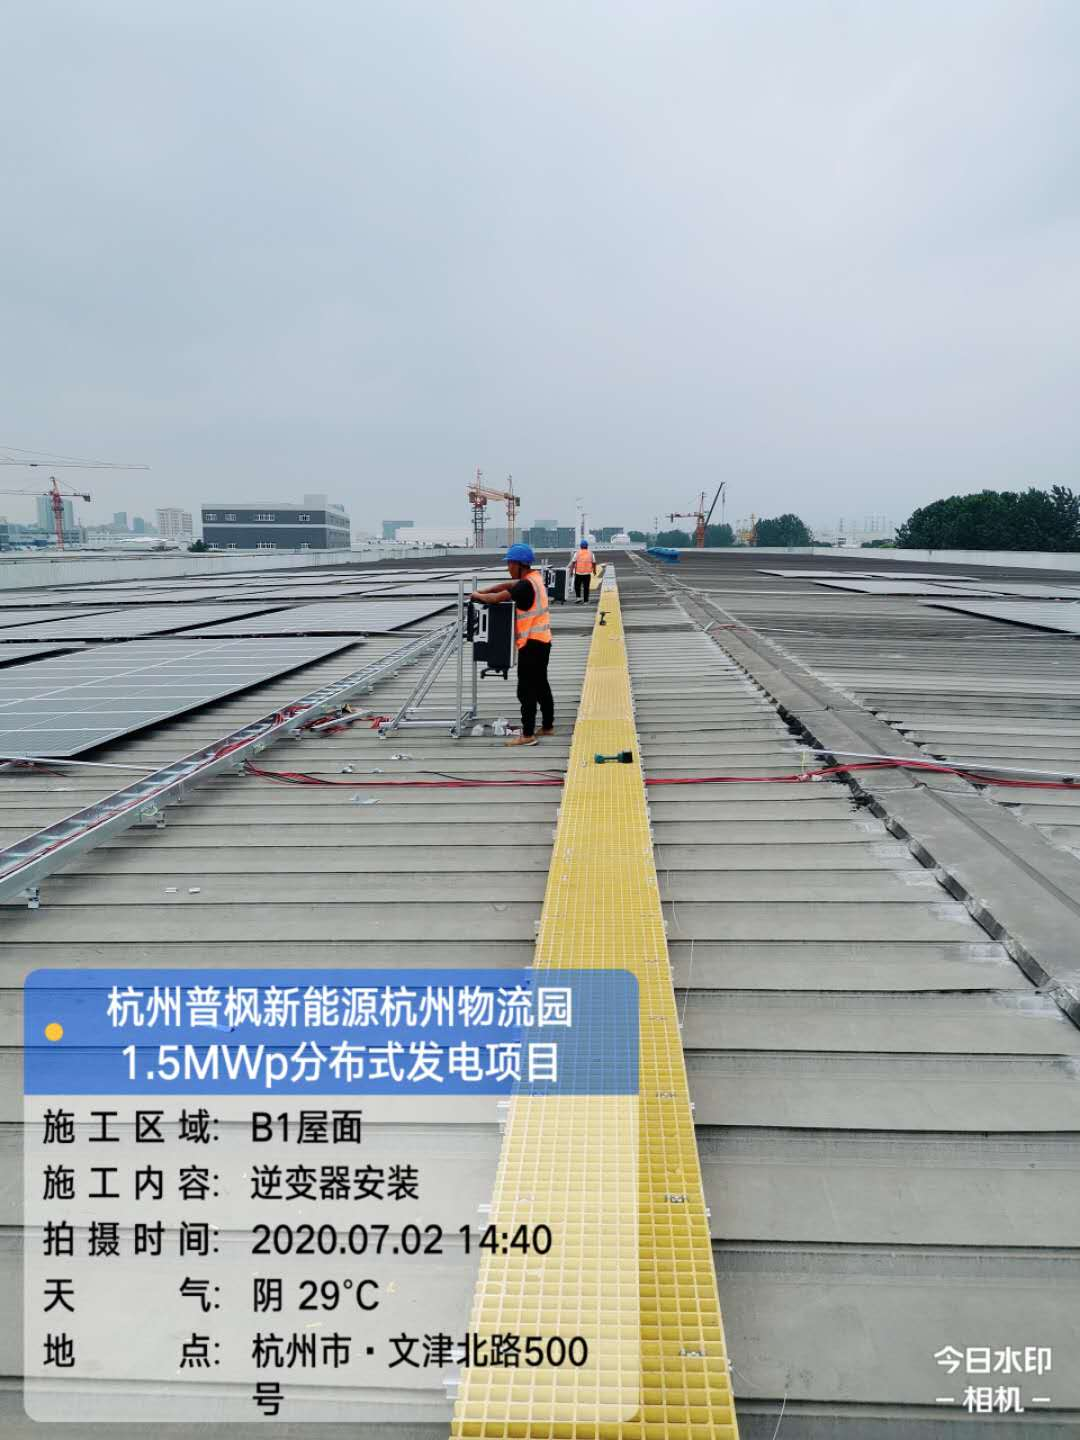 杭州普枫新能源杭州物流园
1.5MWp分布式发电项目
施工区域: B1屋面
施工内容: 逆变器安装
拍摄时间: 2020.07.02 14:40
天气: 阴 29°C
地点: 杭州市·文津北路500
号
今日水印
-相机-